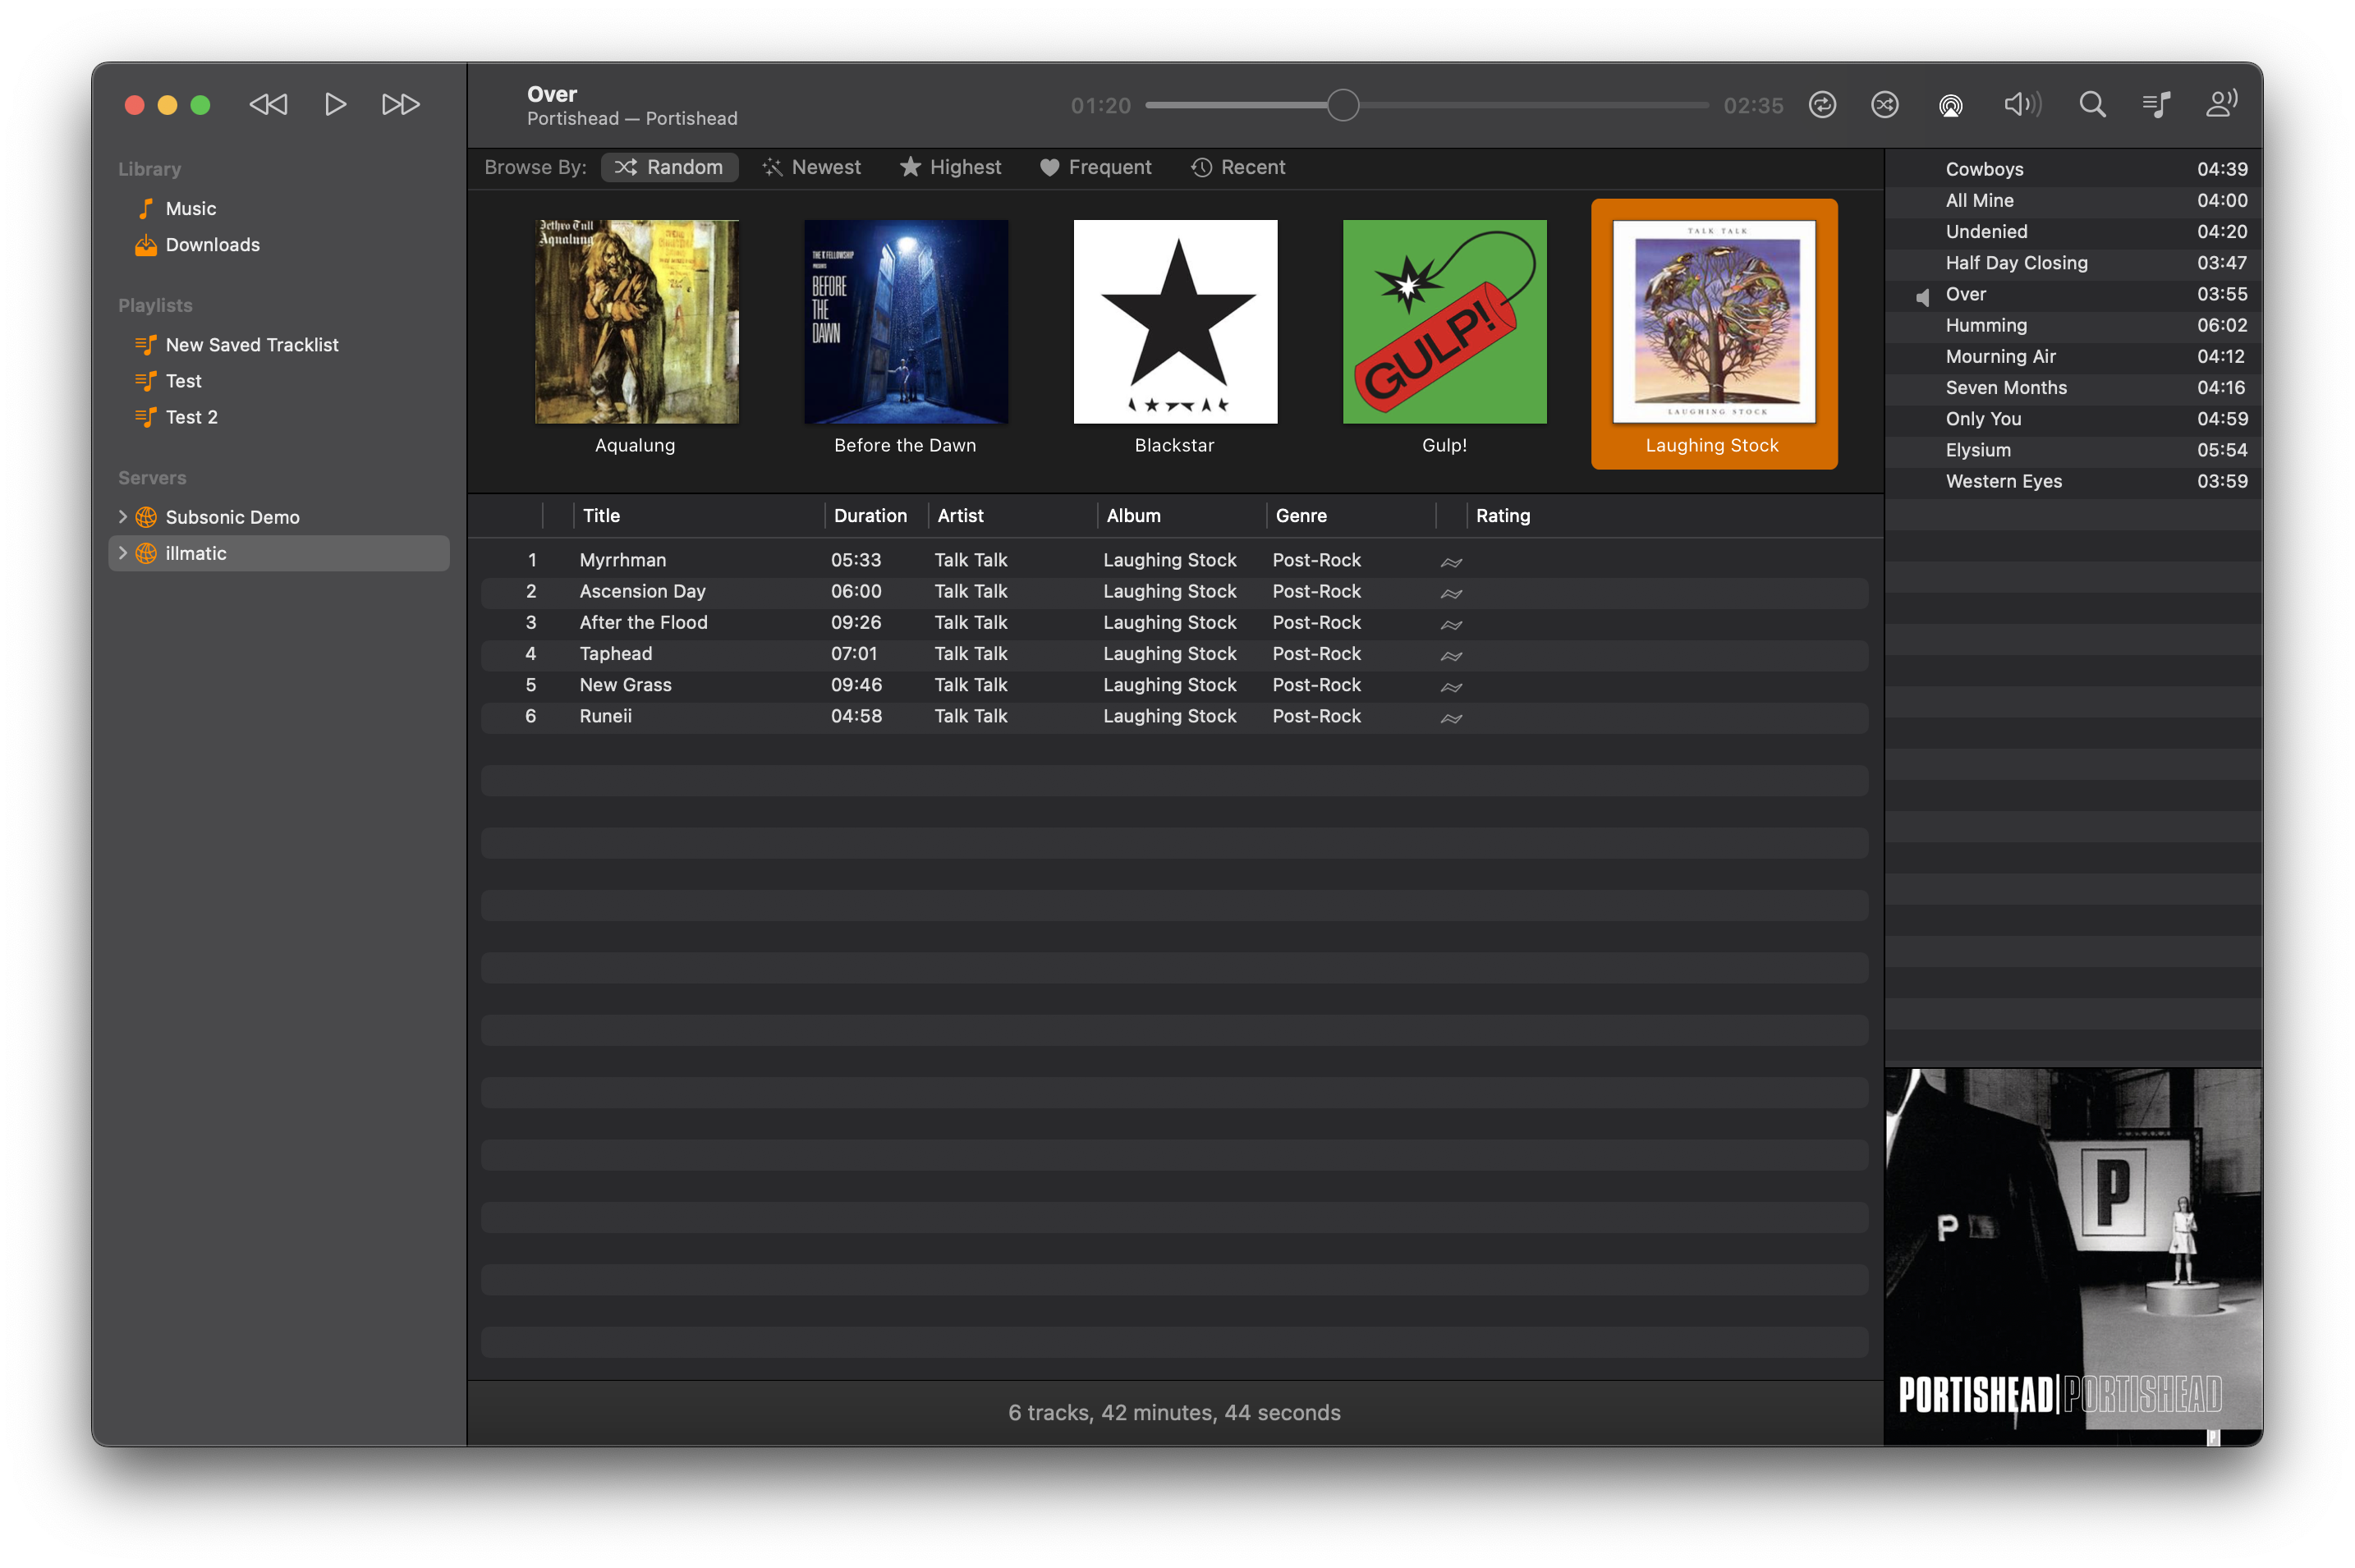 Over
Portishead — Portishead
01:20
02:35
Library
Music
Downloads
Playlists
New Saved Tracklist
Test
Test 2
Servers
Subsonic Demo
illmatic
Browse By: Random Newest Highest Frequent Recent
Jethro Tull
Aqualung
Aqualung
THE K FELLOWSHIP
PRESENTS
BEFORE
THE
DAWN
Before the Dawn
Blackstar
GULP!
Gulp!
TALK TALK
LAUGHING STOCK
Laughing Stock
Title Duration Artist Album Genre Rating
1 Myrrhman 05:33 Talk Talk Laughing Stock Post-Rock
2 Ascension Day 06:00 Talk Talk Laughing Stock Post-Rock
3 After the Flood 09:26 Talk Talk Laughing Stock Post-Rock
4 Taphead 07:01 Talk Talk Laughing Stock Post-Rock
5 New Grass 09:46 Talk Talk Laughing Stock Post-Rock
6 Runeii 04:58 Talk Talk Laughing Stock Post-Rock
6 tracks, 42 minutes, 44 seconds
Cowboys 04:39
All Mine 04:00
Undenied 04:20
Half Day Closing 03:47
Over 03:55
Humming 06:02
Mourning Air 04:12
Seven Months 04:16
Only You 04:59
Elysium 05:54
Western Eyes 03:59
P
P
PORTISHEAD|PORTISHEAD